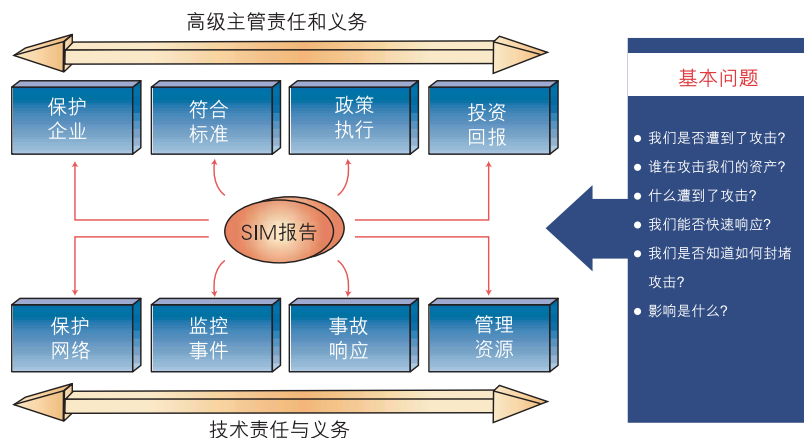 高级主管责任和义务
保护
企业
符合
标准
政策
执行
投资
回报
SIM报告
保护
网络
监控
事件
事故
响应
管理
资源
技术责任与义务
基本问题
● 我们是否遭到了攻击?
● 谁在攻击我们的资产?
● 什么遭到了攻击?
● 我们能否快速响应?
● 我们是否知道如何封堵
攻击?
● 影响是什么?